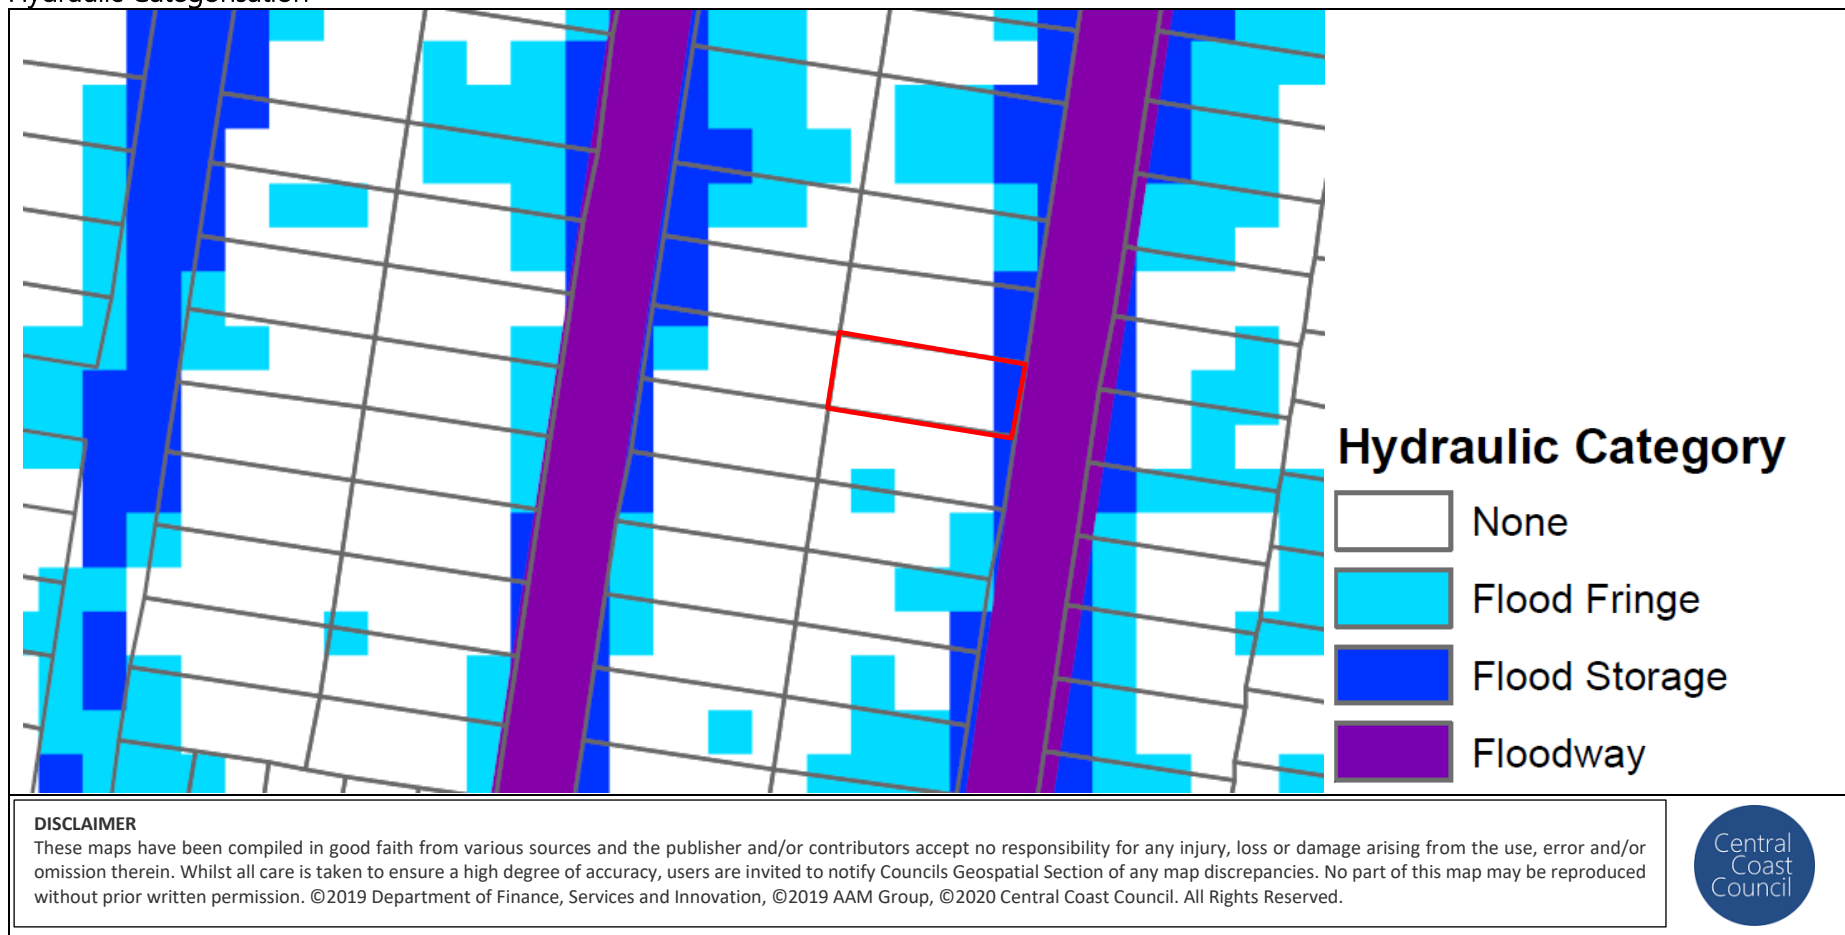 Hydraulic Categorisation
Hydraulic Category
None
Flood Fringe
Flood Storage
Floodway
DISCLAIMER
These maps have been compiled in good faith from various sources and the publisher and/or contributors accept no responsibility for any injury, loss or damage arising from the use, error and/or
omission therein. Whilst all care is taken to ensure a high degree of accuracy, users are invited to notify Councils Geospatial Section of any map discrepancies. No part of this map may be reproduced
without prior written permission. ©2019 Department of Finance, Services and Innovation, ©2019 AAM Group, ©2020 Central Coast Council. All Rights Reserved.
Central
Coast
Council